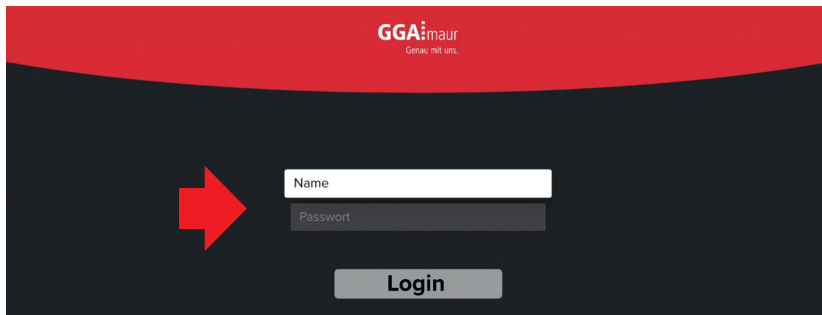 GGA maur
Genau mit uns.
Name
Passwort
Login